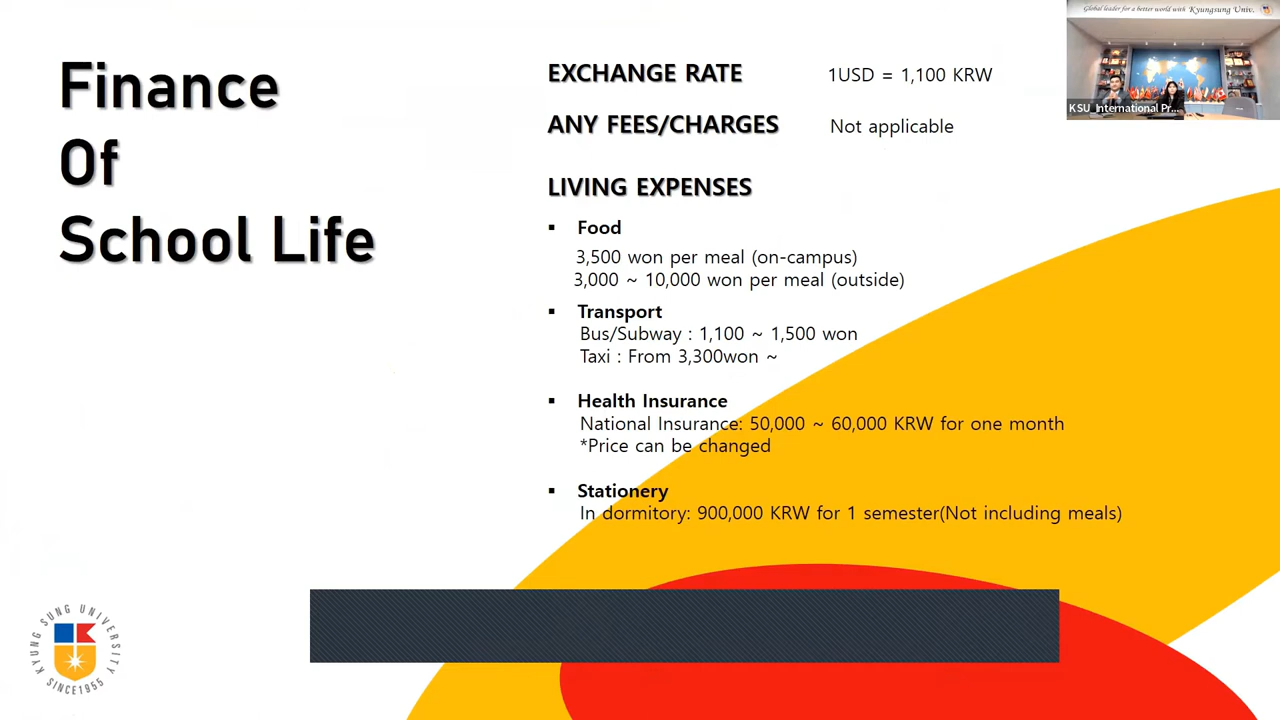 Finance
Of
School Life
EXCHANGE RATE 1USD = 1,100 KRW
ANY FEES/CHARGES Not applicable
LIVING EXPENSES
▪ Food
3,500 won per meal (on-campus)
3,000 ~ 10,000 won per meal (outside)
▪ Transport
Bus/Subway : 1,100 ~ 1,500 won
Taxi : From 3,300won ~
▪ Health Insurance
National Insurance: 50,000 ~ 60,000 KRW for one month
*Price can be changed
▪ Stationery
In dormitory: 900,000 KRW for 1 semester(Not including meals)
Global leader for a better world with Kyungsung Univ.
KSU_International Pr...
KYUNG SUNG UNIVERSITY
SINCE1955